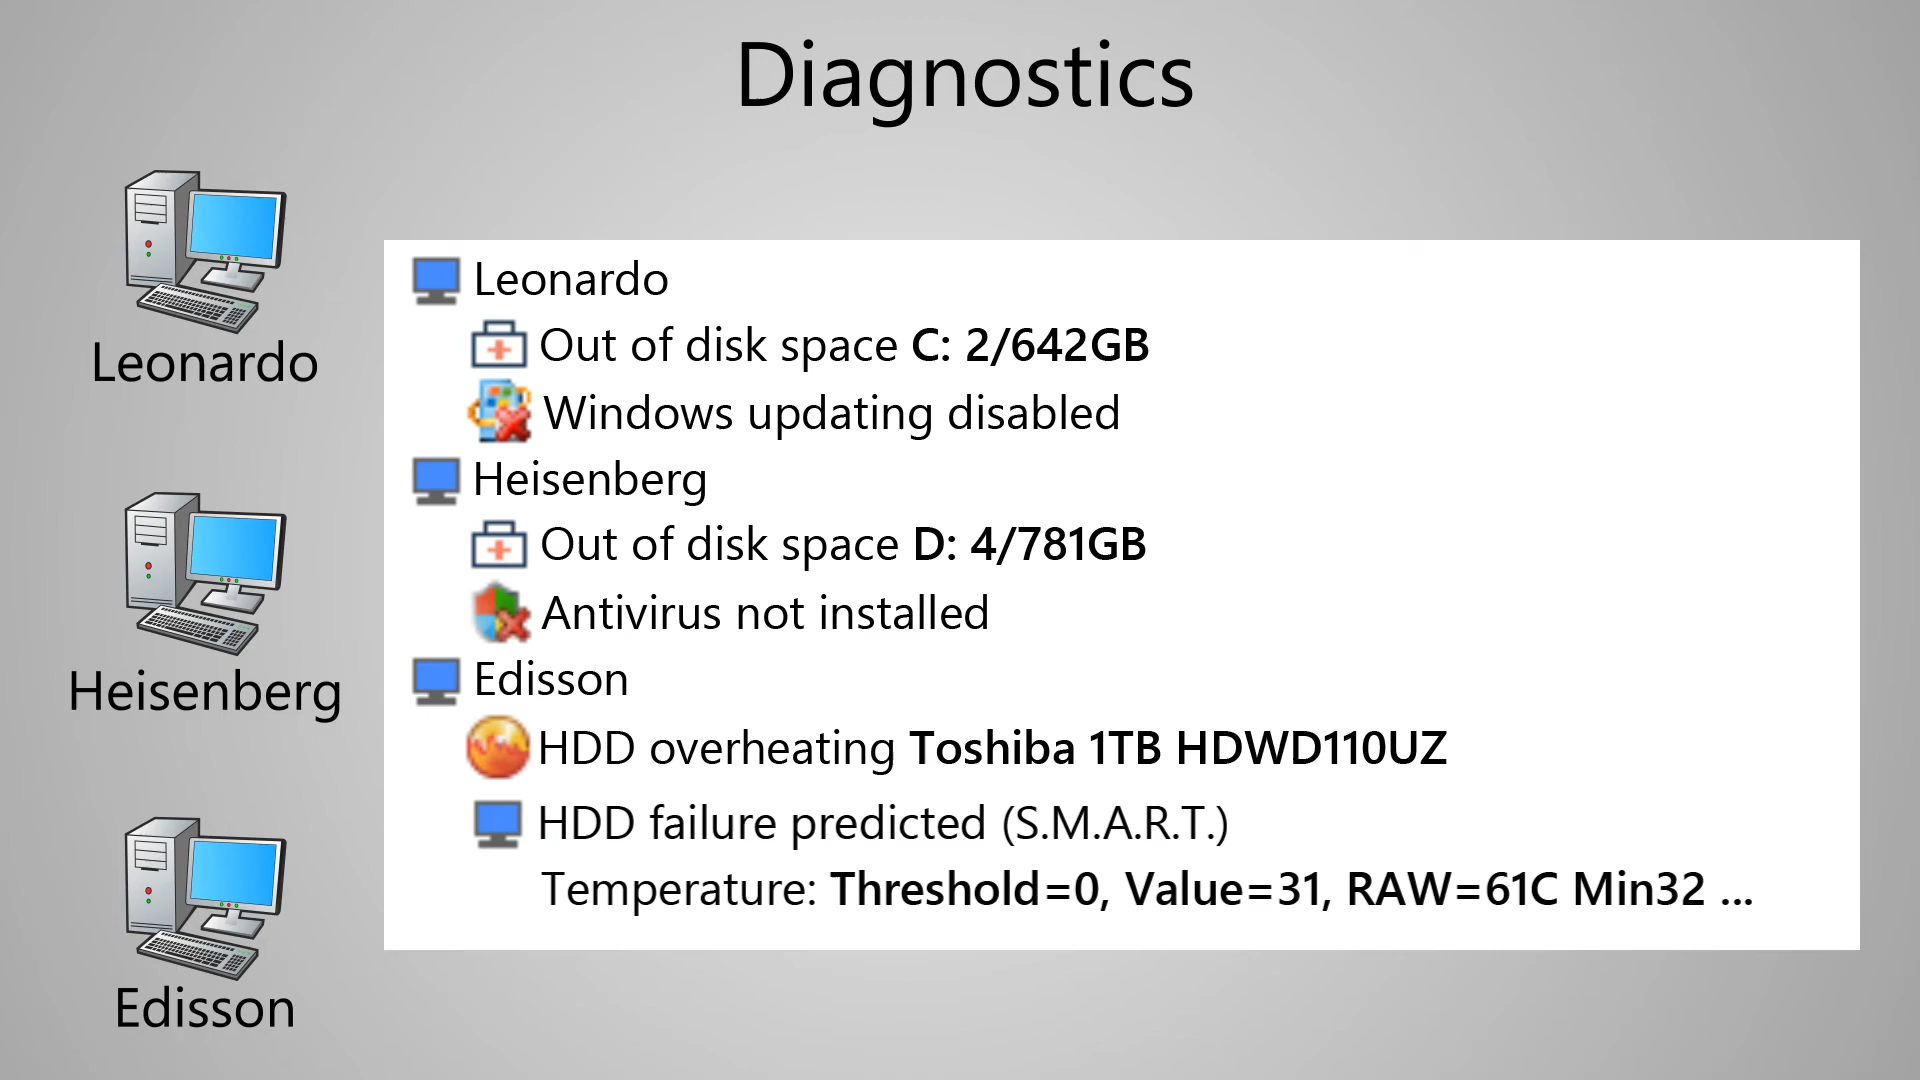 Diagnostics
Leonardo
Heisenberg
Edisson
Leonardo
Out of disk space C: 2/642GB
Windows updating disabled
Heisenberg
Out of disk space D: 4/781GB
Antivirus not installed
Edisson
HDD overheating Toshiba 1TB HDWD110UZ
HDD failure predicted (S.M.A.R.T.)
Temperature: Threshold=0, Value=31, RAW=61C Min32 ...